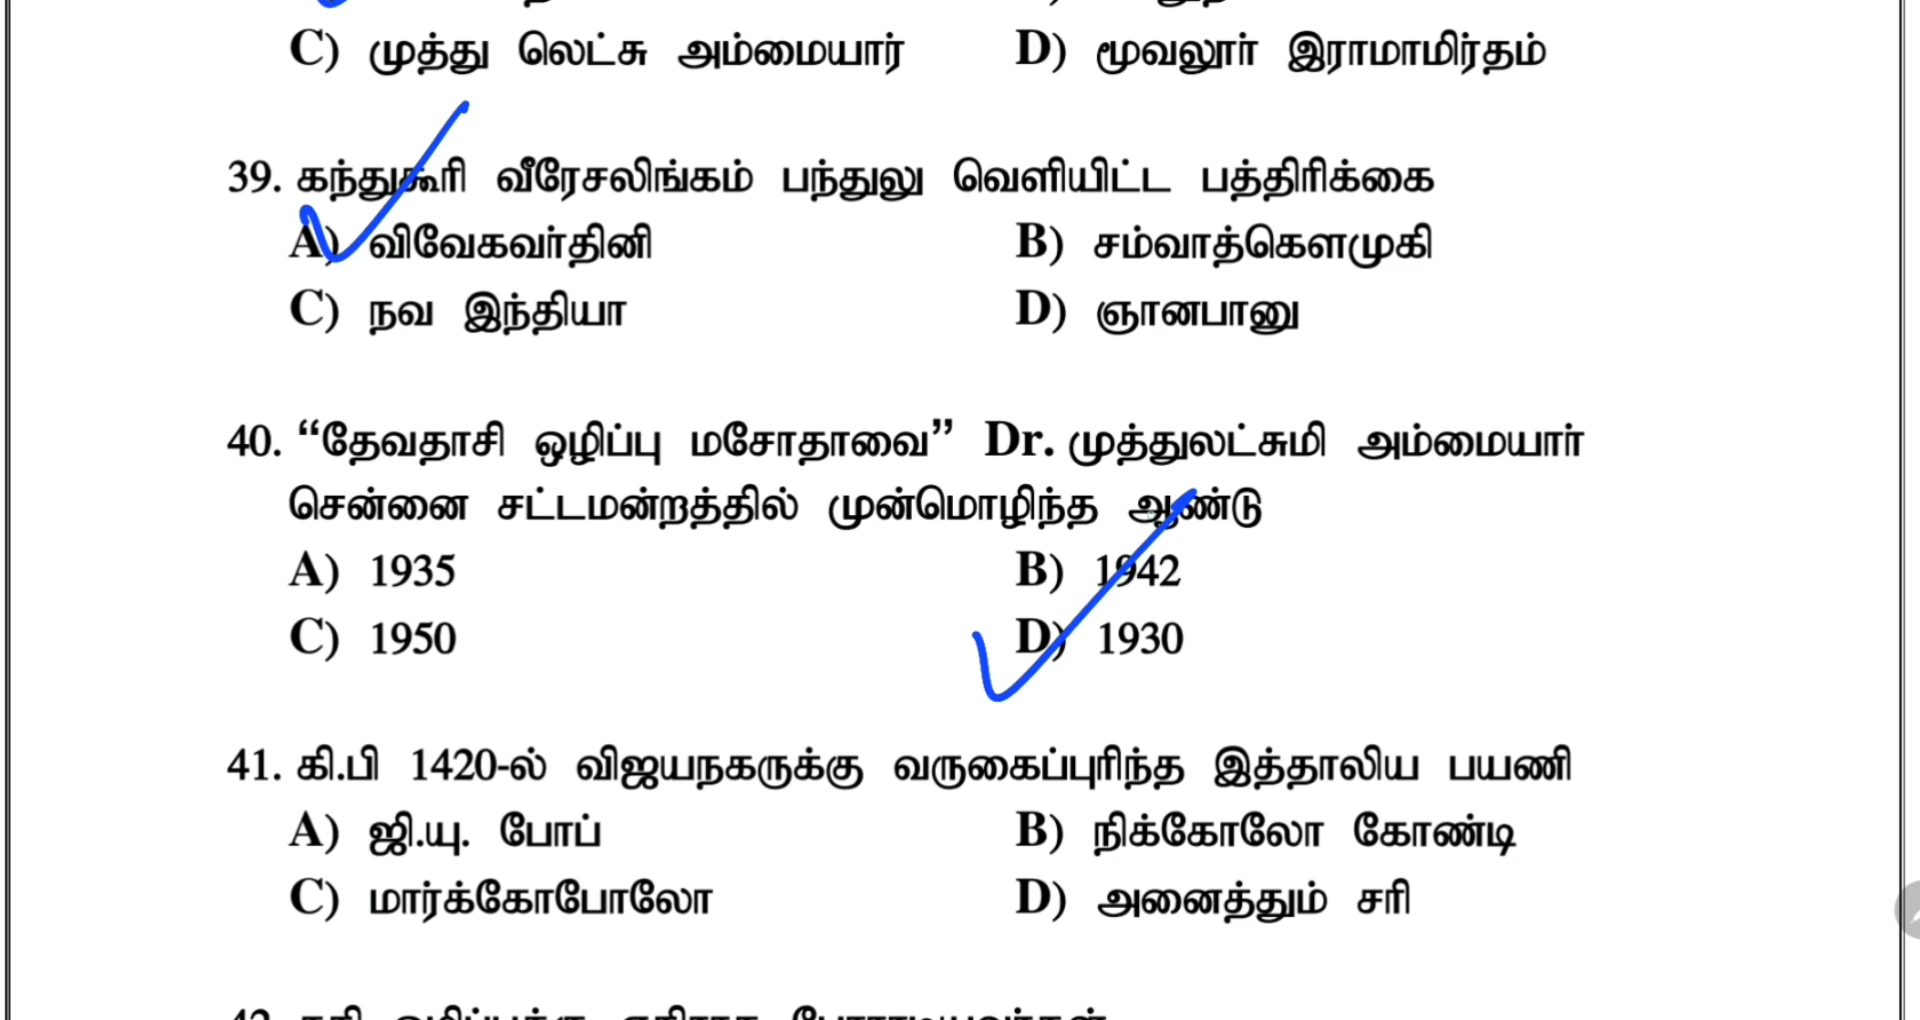 C) முத்து லெட்சு அம்மையார் D) மூவலூர் இராமாமிர்தம்
39. கந்துகூரி வீரேசலிங்கம் பந்துலு வெளியிட்ட பத்திரிக்கை
A) விவேகவர்தினி B) சம்வாத்கௌமுகி
C) நவ இந்தியா D) ஞானபானு
40. “தேவதாசி ஒழிப்பு மசோதாவை” Dr. முத்துலட்சுமி அம்மையார்
சென்னை சட்டமன்றத்தில் முன்மொழிந்த ஆண்டு
A) 1935 B) 1942
C) 1950 D) 1930
41. கி.பி 1420-ல் விஜயநகருக்கு வருகைப்புரிந்த இத்தாலிய பயணி
A) ஜி.யு. போப் B) நிக்கோலோ கோண்டி
C) மார்க்கோபோலோ D) அனைத்தும் சரி